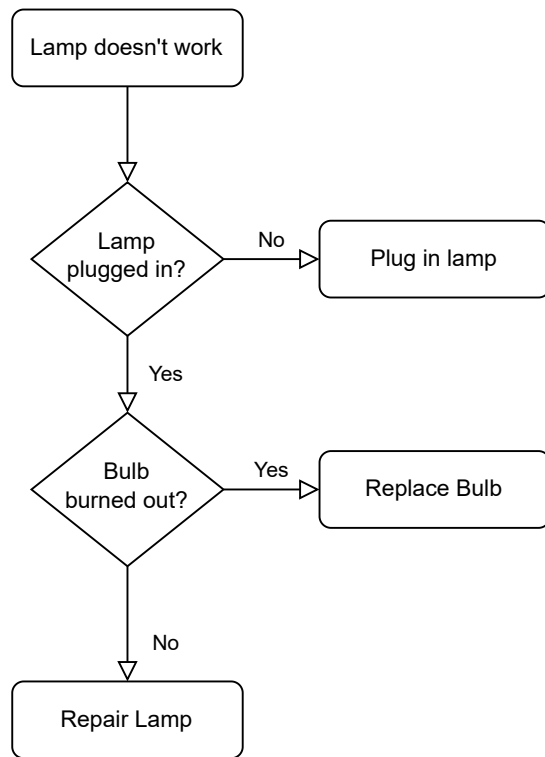 Lamp doesn't work
Lamp
plugged in?
No
Plug in lamp
Yes
Bulb
burned out?
Yes
Replace Bulb
No
Repair Lamp